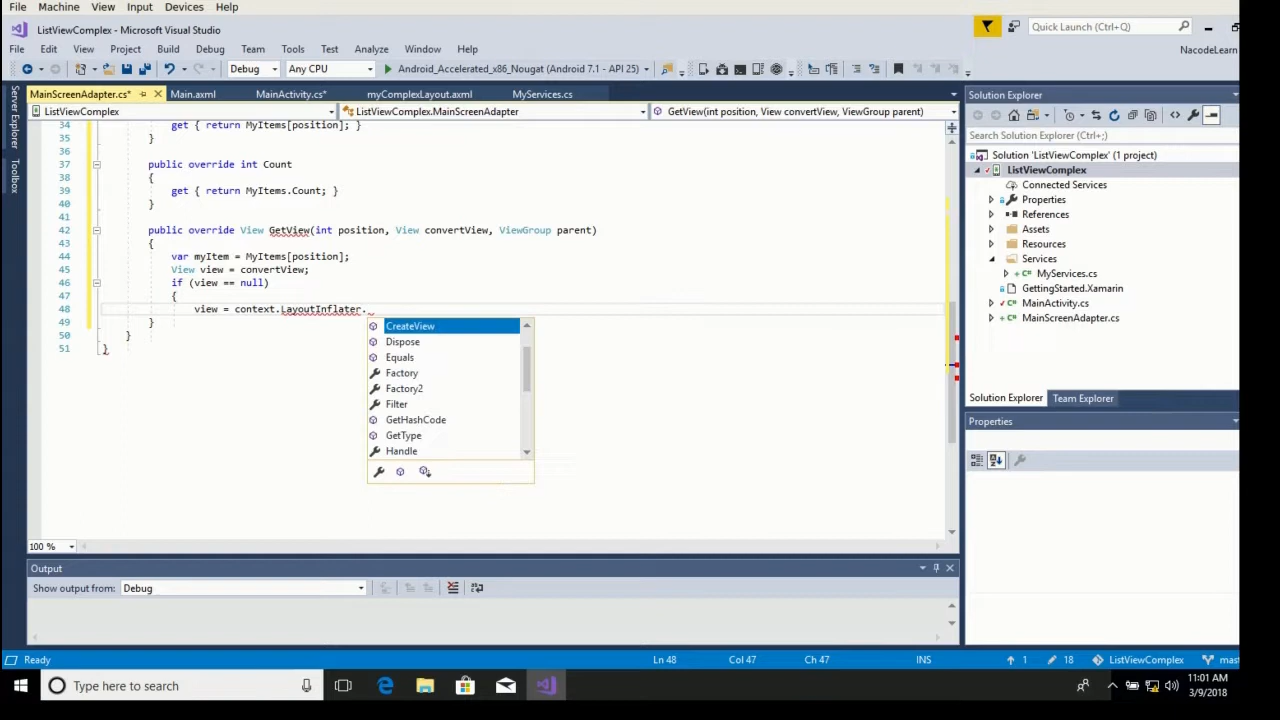 File Machine View Input Devices Help
ListViewComplex - Microsoft Visual Studio
Quick Launch (Ctrl+Q)
File Edit View Project Build Debug Team Tools Test Analyze Window Help
NacodeLearn
Debug Any CPU Android_Accelerated_x86_Nougat (Android 7.1 - API 25)
MainScreenAdapter.cs* Main.axml MainActivity.cs* myComplexLayout.axml MyServices.cs
Solution Explorer
ListViewComplex ListViewComplex.MainScreenAdapter GetView(int position, View convertView, ViewGroup parent)
Server Explorer
Toolbox
34 get { return MyItems[position]; }
35 }
36
37 public override int Count
38 {
39 get { return MyItems.Count; }
40 }
41
42 public override View GetView(int position, View convertView, ViewGroup parent)
43 {
44 var myItem = MyItems[position];
45 View view = convertView;
46 if (view == null)
47 {
48 view = context.LayoutInflater.
49 }
50 }
51 }
CreateView
Dispose
Equals
Factory
Factory2
Filter
GetHashCode
GetType
Handle
Search Solution Explorer (Ctrl+;)
Solution 'ListViewComplex' (1 project)
ListViewComplex
Connected Services
Properties
References
Assets
Resources
Services
MyServices.cs
GettingStarted.Xamarin
MainActivity.cs
MainScreenAdapter.cs
Solution Explorer Team Explorer
Properties
100 %
Output
Show output from: Debug
Ready Ln 48 Col 47 Ch 47 INS 1 18 ListViewComplex mast
Type here to search
11:01 AM
3/9/2018